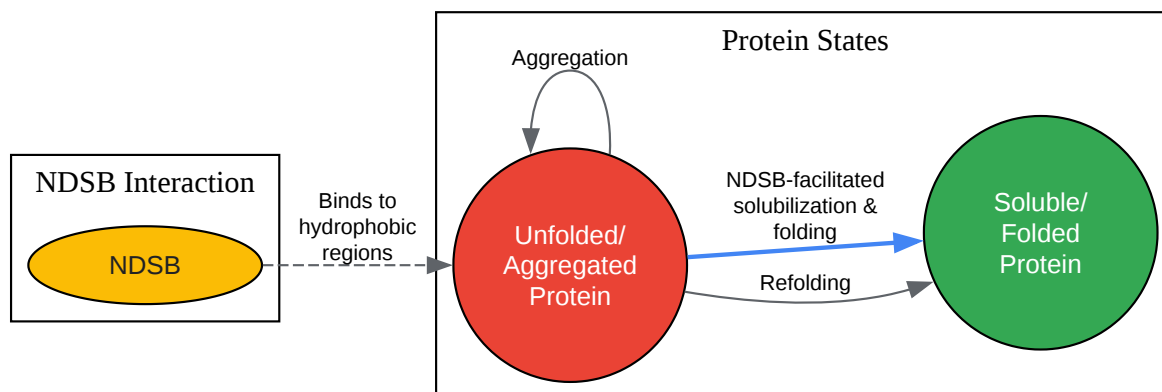 NDSB Interaction
NDSB
Binds to
hydrophobic
regions
Protein States
Aggregation
Unfolded/
Aggregated
Protein
NDSB-facilitated
solubilization &
folding
Refolding
Soluble/
Folded
Protein